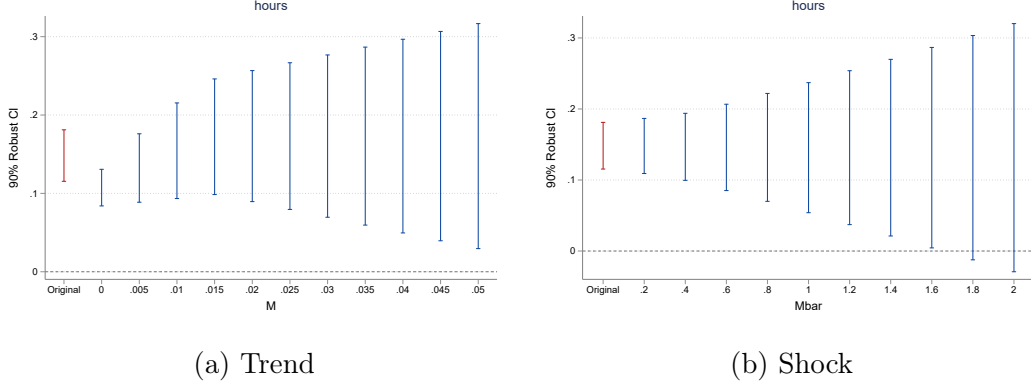 hours
90% Robust CI
.3
.2
.1
0
Original 0 .005 .01 .015 .02 .025 .03 .035 .04 .045 .05
M
(a) Trend
hours
90% Robust CI
.3
.2
.1
0
Original .2 .4 .6 .8 1 1.2 1.4 1.6 1.8 2
Mbar
(b) Shock